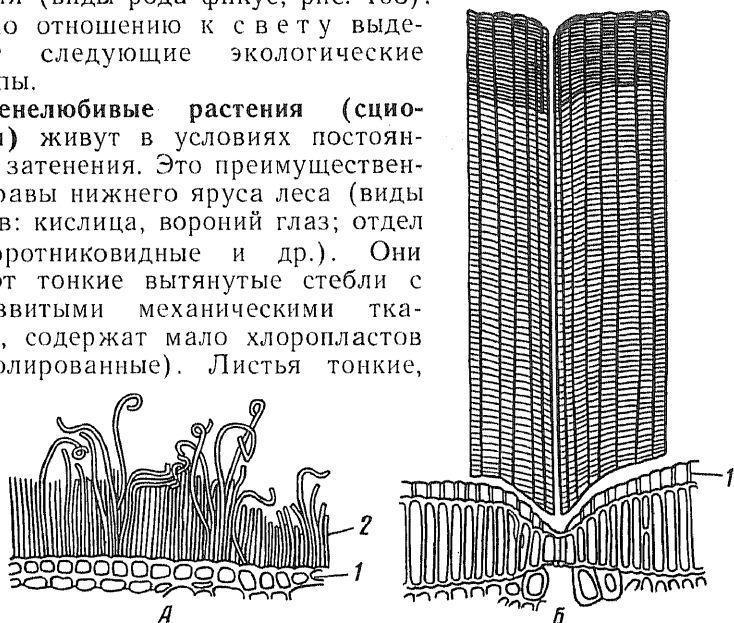 ия (виды рода фикус, рис. 168).
о отношению к свету выде-
следующие экологические
пы.
енелюбивые растения (сцио-
) живут в условиях постоян-
затенения. Это преимуществен-
равы нижнего яруса леса (виды
в: кислица, вороний глаз; отдел
оротниковидные и др.). Они
т тонкие вытянутые стебли с
звитыми механическими тка-
, содержат мало хлоропластов
олированные). Листья тонкие,
1
2
1
А
Б